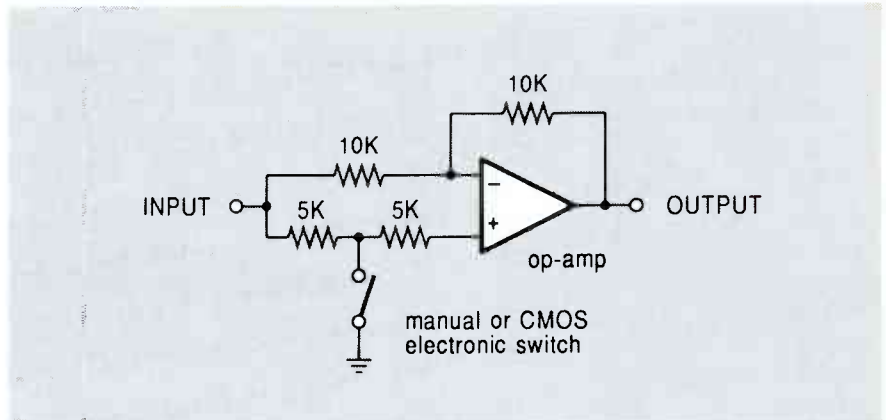 10K
10K
INPUT
5K
5K
−
+
OUTPUT
op-amp
manual or CMOS
electronic switch